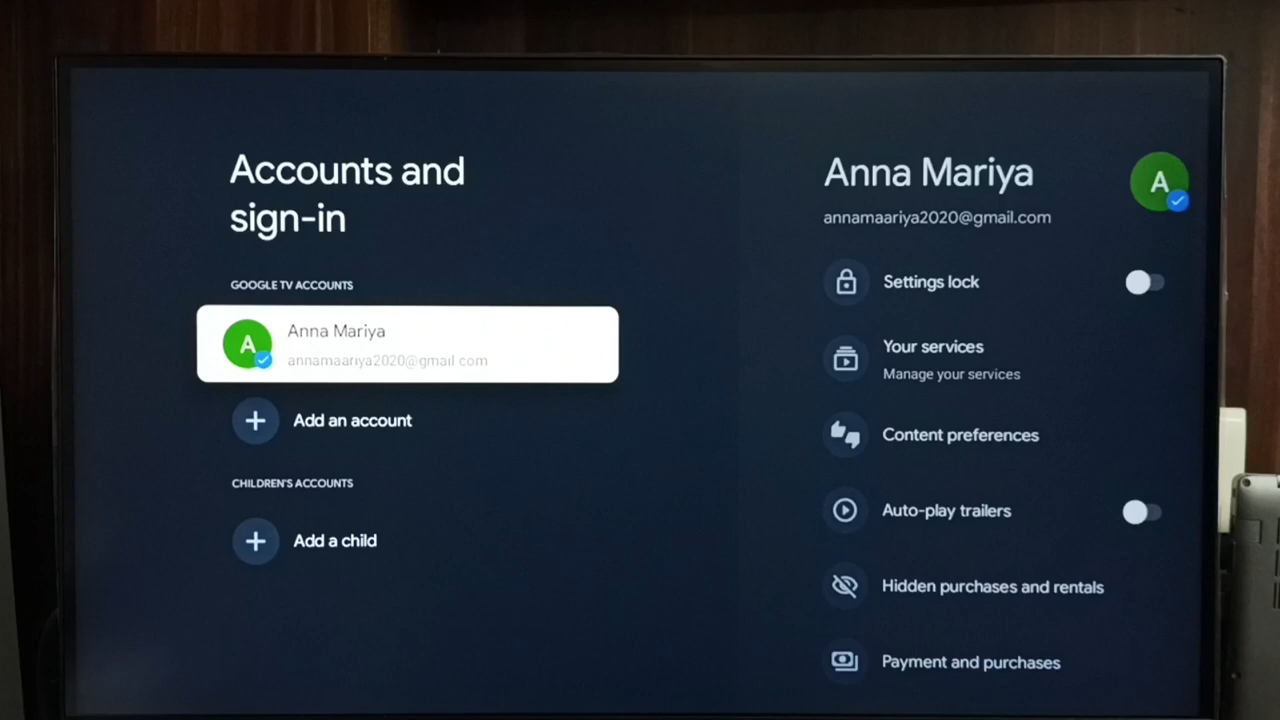 Accounts and
sign-in
GOOGLE TV ACCOUNTS
A
Anna Mariya
annamaariya2020@gmail.com
Add an account
CHILDREN'S ACCOUNTS
Add a child
Anna Mariya
annamaariya2020@gmail.com
A
Settings lock
Your services
Manage your services
Content preferences
Auto-play trailers
Hidden purchases and rentals
Payment and purchases